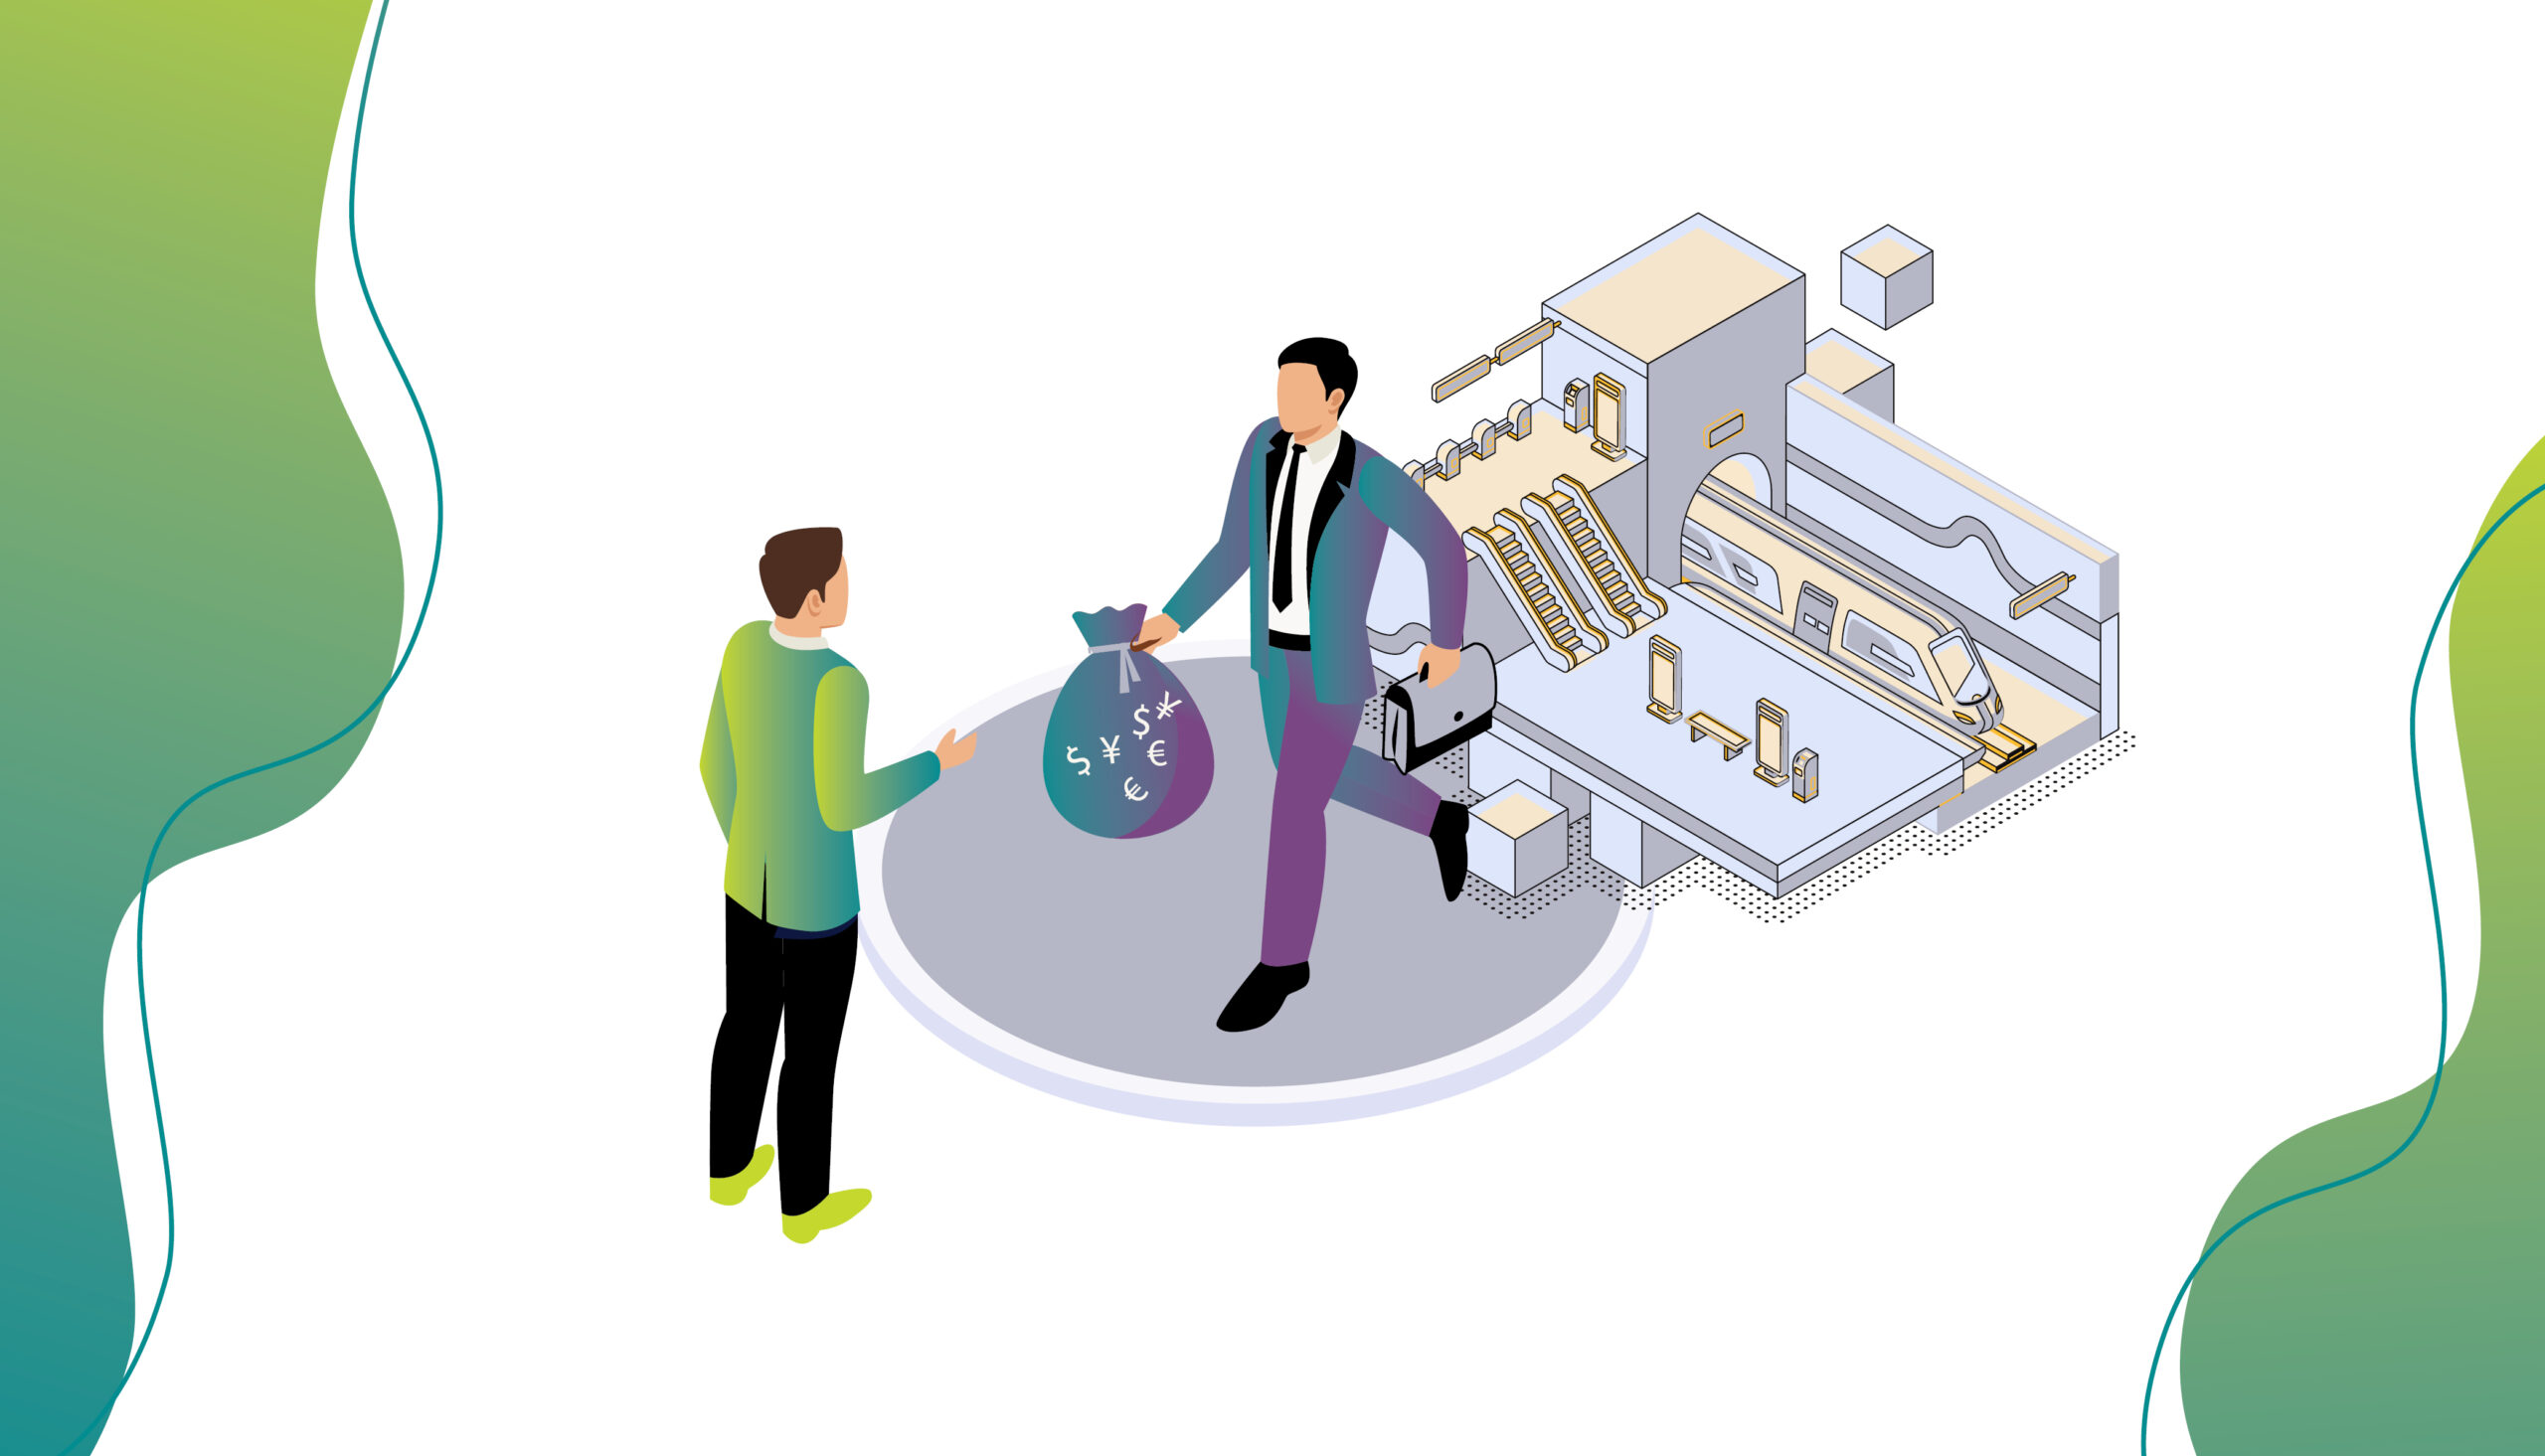 $ ¥
$ ¥ €
€